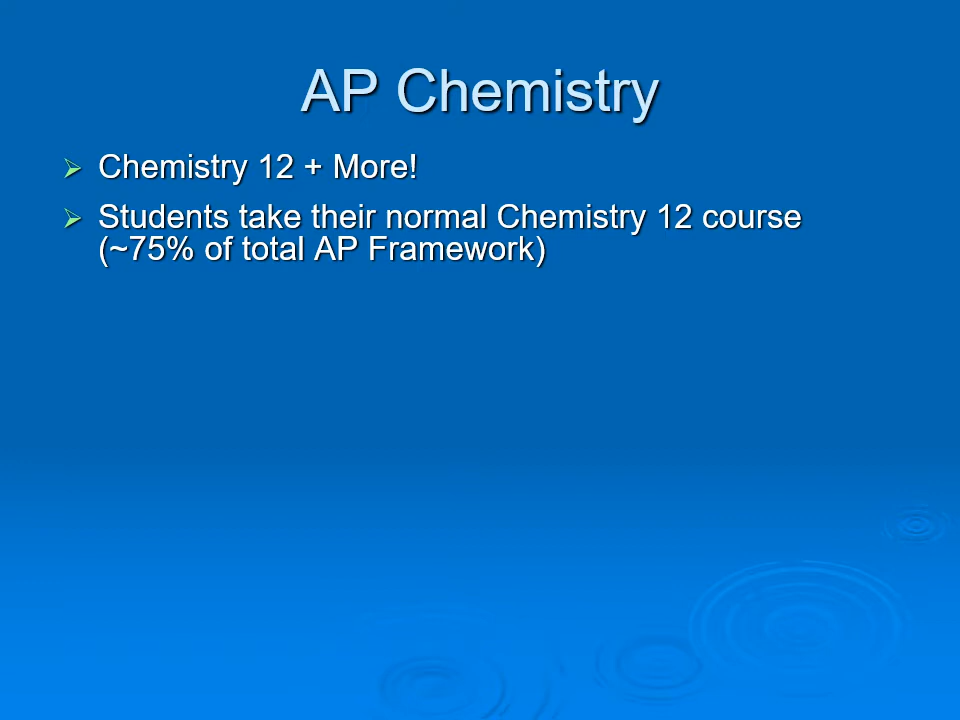 AP Chemistry
Chemistry 12 + More!
Students take their normal Chemistry 12 course
(~75% of total AP Framework)